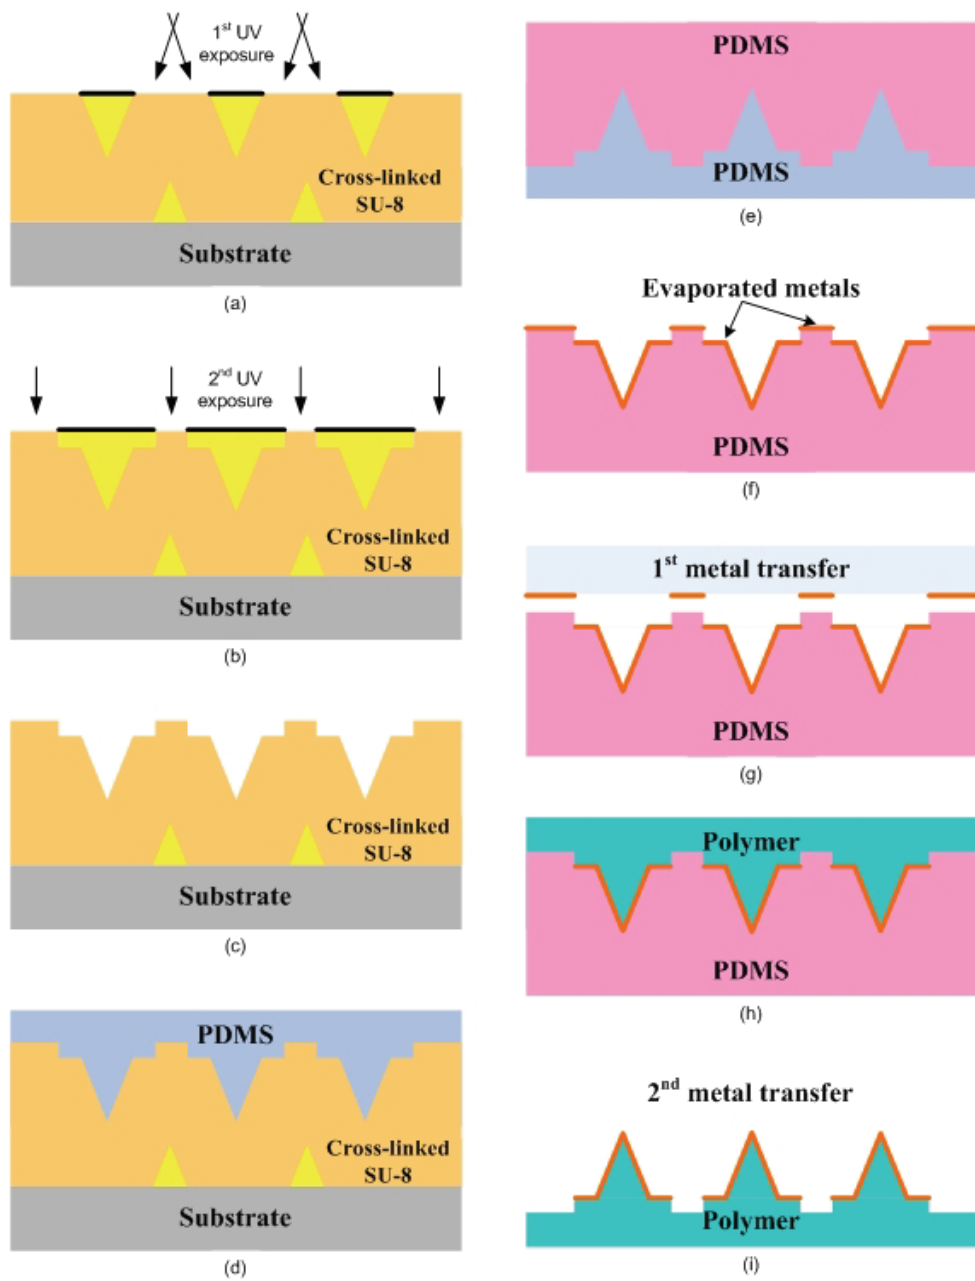 1st UV
exposure
Cross-linked
SU-8
Substrate
(a)
2nd UV
exposure
Cross-linked
SU-8
Substrate
(b)
Cross-linked
SU-8
Substrate
(c)
PDMS
Cross-linked
SU-8
Substrate
(d)
PDMS
PDMS
(e)
Evaporated metals
PDMS
(f)
1st metal transfer
PDMS
(g)
Polymer
PDMS
(h)
2nd metal transfer
Polymer
(i)